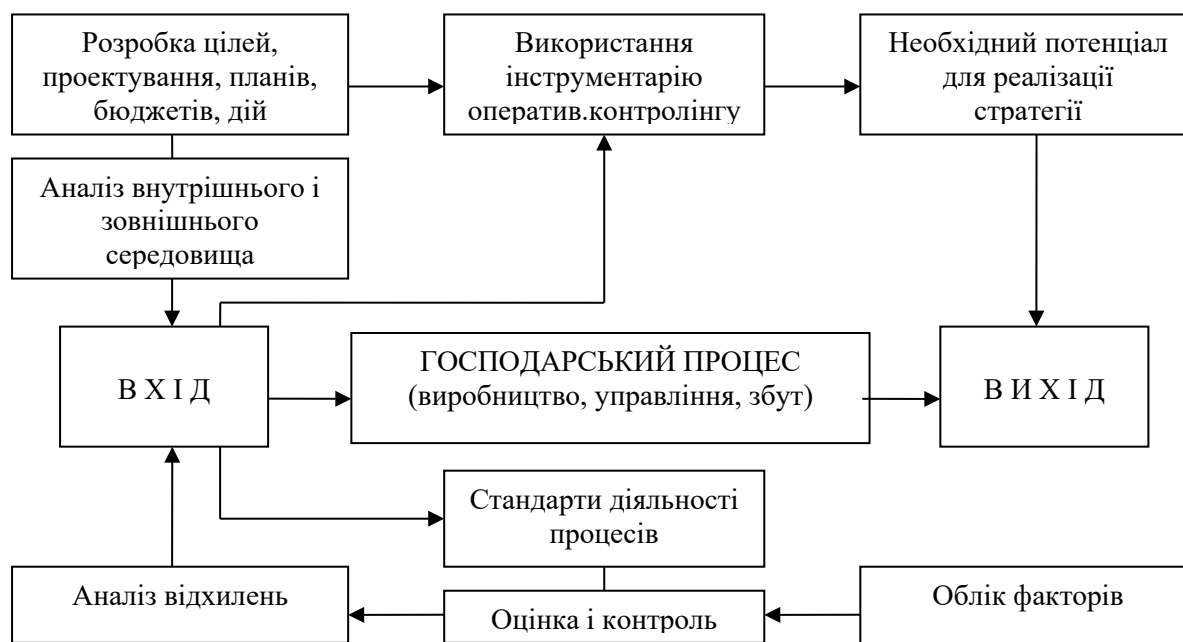 Розробка цілей,
проектування, планів,
бюджетів, дій
Використання
інструментарію
оператив.контролінгу
Необхідний потенціал
для реалізації
стратегії
Аналіз внутрішнього і
зовнішнього
середовища
В Х І Д
ГОСПОДАРСЬКИЙ ПРОЦЕС
(виробництво, управління, збут)
В И Х І Д
Стандарти діяльності
процесів
Аналіз відхилень
Оцінка і контроль
Облік факторів